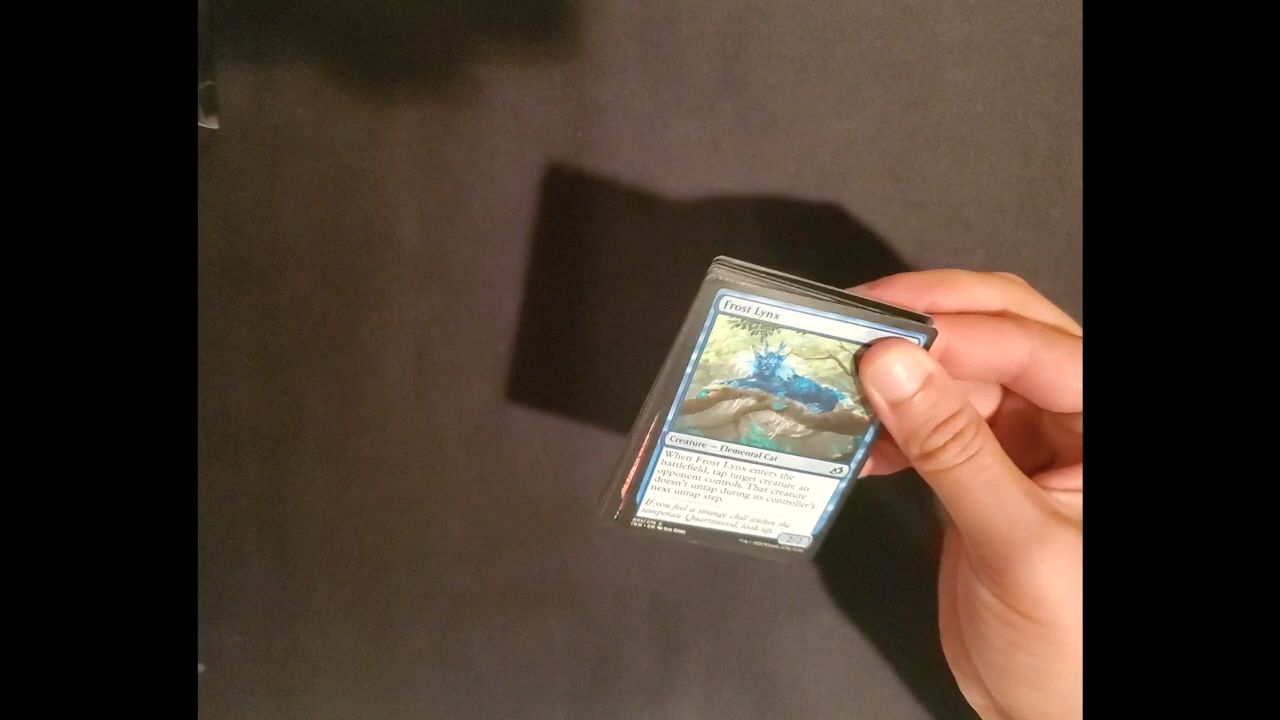 Frost Lynx
Creature — Elemental Cat
When Frost Lynx enters the
battlefield, tap target creature an
opponent controls. That creature
doesn't untap during its controller's
next untap step.
If you feel a strange chill within the
temperate Quartzwood, look up.
2/2